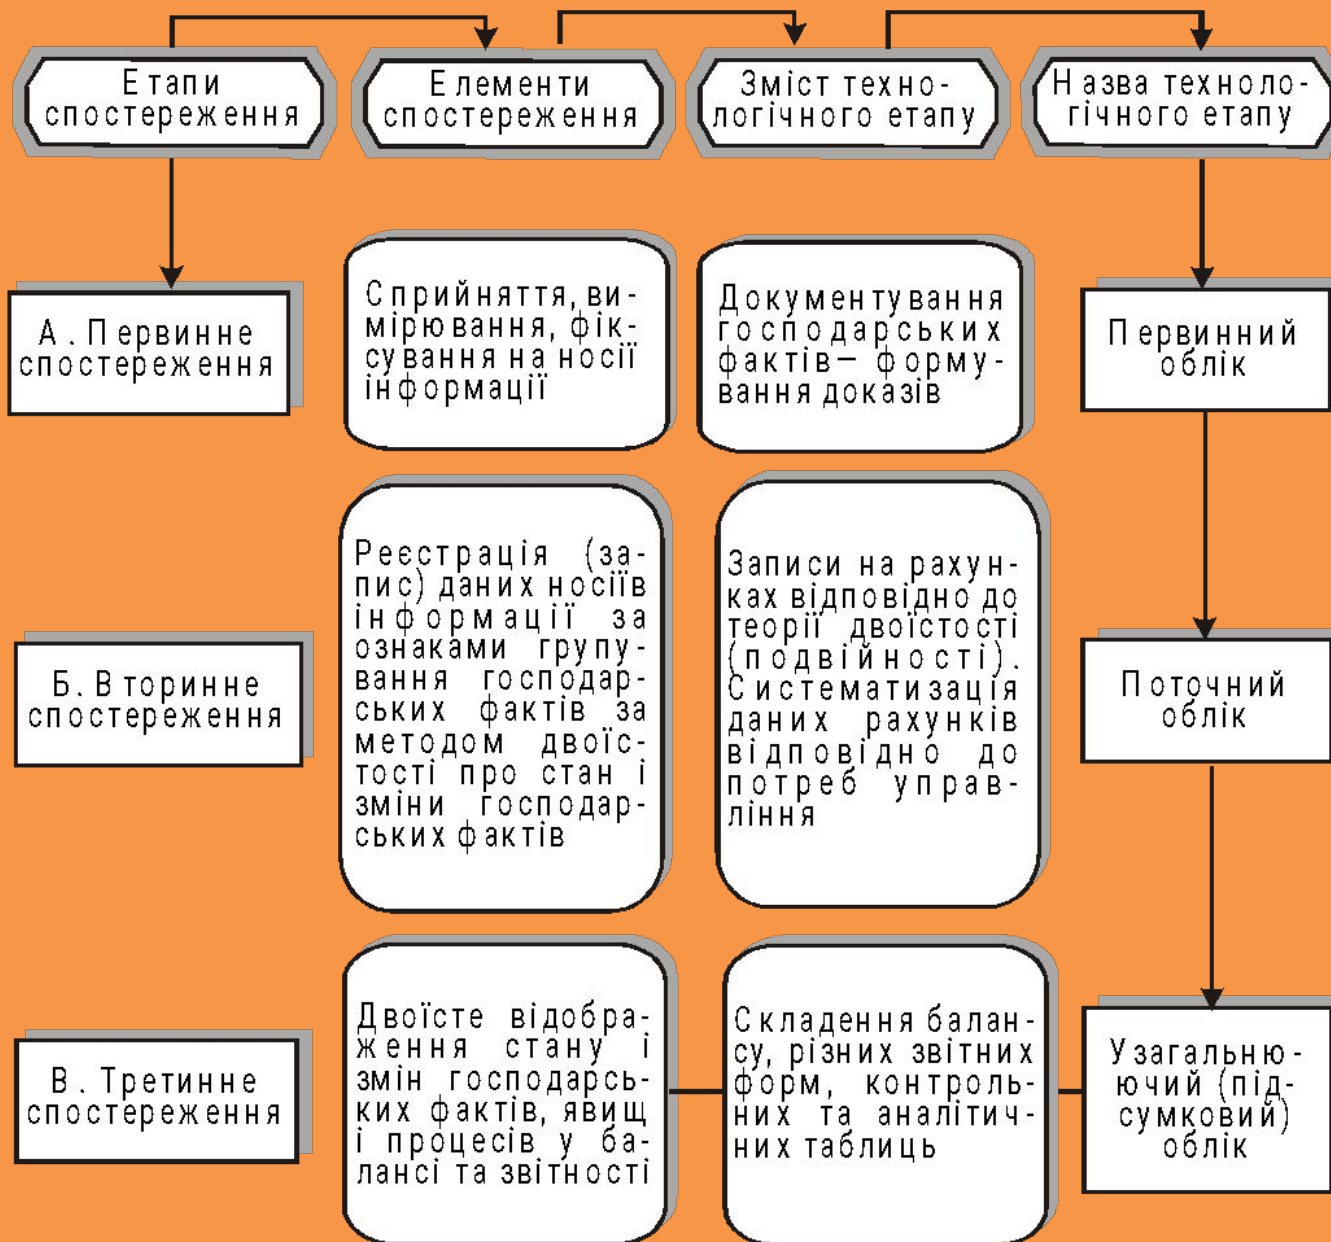 Етапи
спостереження
Елементи
спостереження
Зміст техно-
логічного етапу
Назва техноло-
гічного етапу
А. Первинне
спостереження
Сприйняття, ви-
мірювання, фік-
сування на носії
інформації
Документування
господарських
фактів— форму-
вання доказів
Первинний
облік
Б. Вторинне
спостереження
Реєстрація (за-
пис) даних носіїв
інформації за
ознаками групу-
вання господар-
ських фактів за
методом двоїс-
тості про стан і
зміни господар-
ських фактів
Записи на рахун-
ках відповідно до
теорії двоїстості
(подвійності).
Систематизація
даних рахунків
відповідно до
потреб управ-
ління
Поточний
облік
В. Третинне
спостереження
Двоїсте відобра-
ження стану і
змін господарсь-
ких фактів, явищ
і процесів у ба-
лансі та звітності
Складення балан-
су, різних звітних
форм, контроль-
них та аналітич-
них таблиць
Узагальню-
ючий (під-
сумковий)
облік